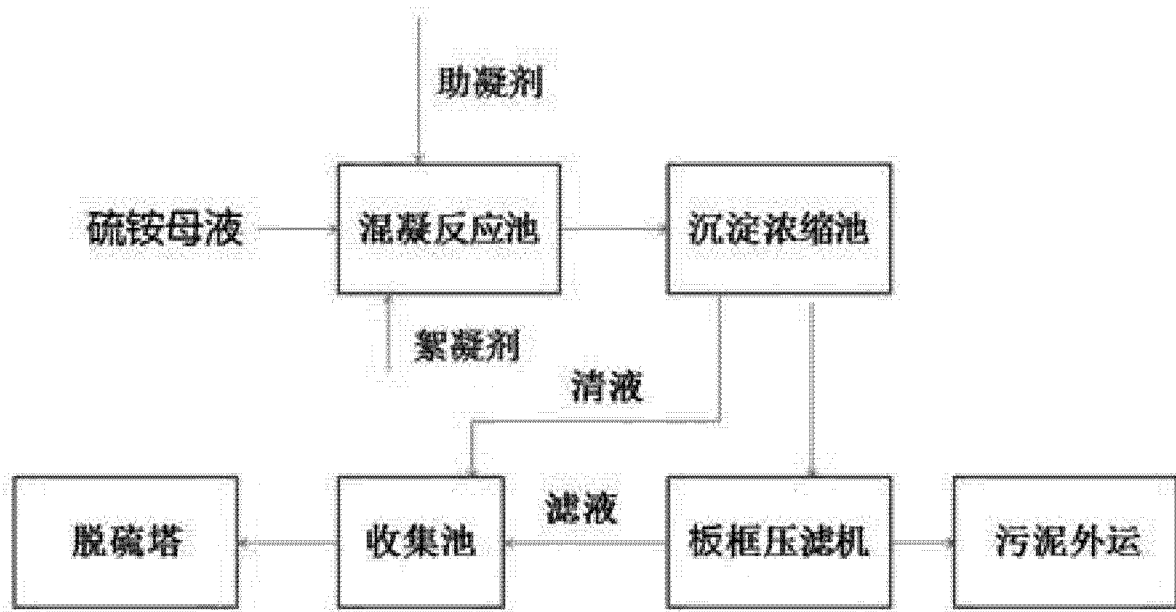 助凝剂
硫铵母液
混凝反应池
沉淀浓缩池
絮凝剂
清液
脱硫塔
收集池
滤液
板框压滤机
污泥外运